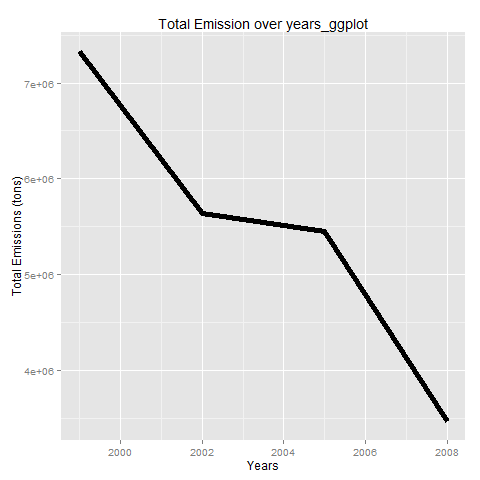 Total Emission over years_ggplot
7e+06
6e+06
5e+06
4e+06
Total Emissions (tons)
2000 2002 2004 2006 2008
Years